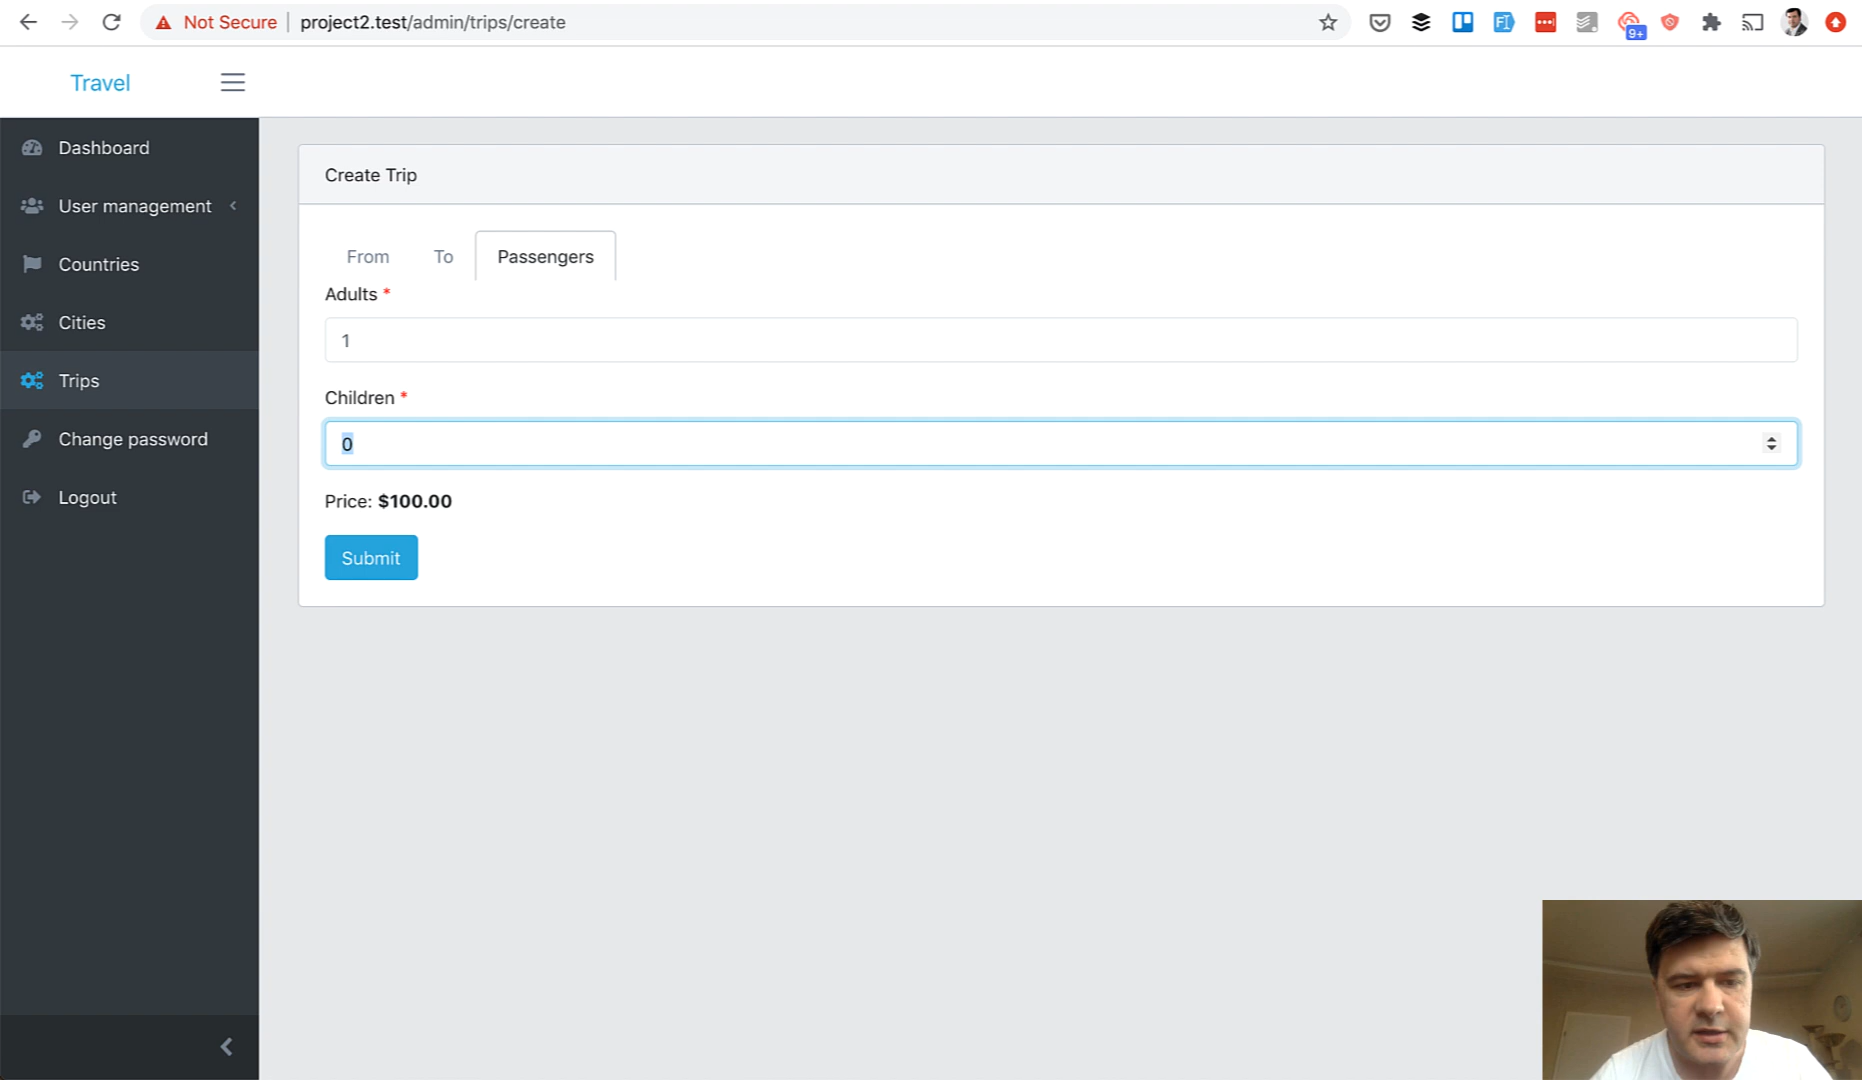 Not Secure | project2.test/admin/trips/create
9+
Travel
Dashboard
User management
Countries
Cities
Trips
Change password
Logout
Create Trip
From To Passengers
Adults *
1
Children *
0
Price: $100.00
Submit